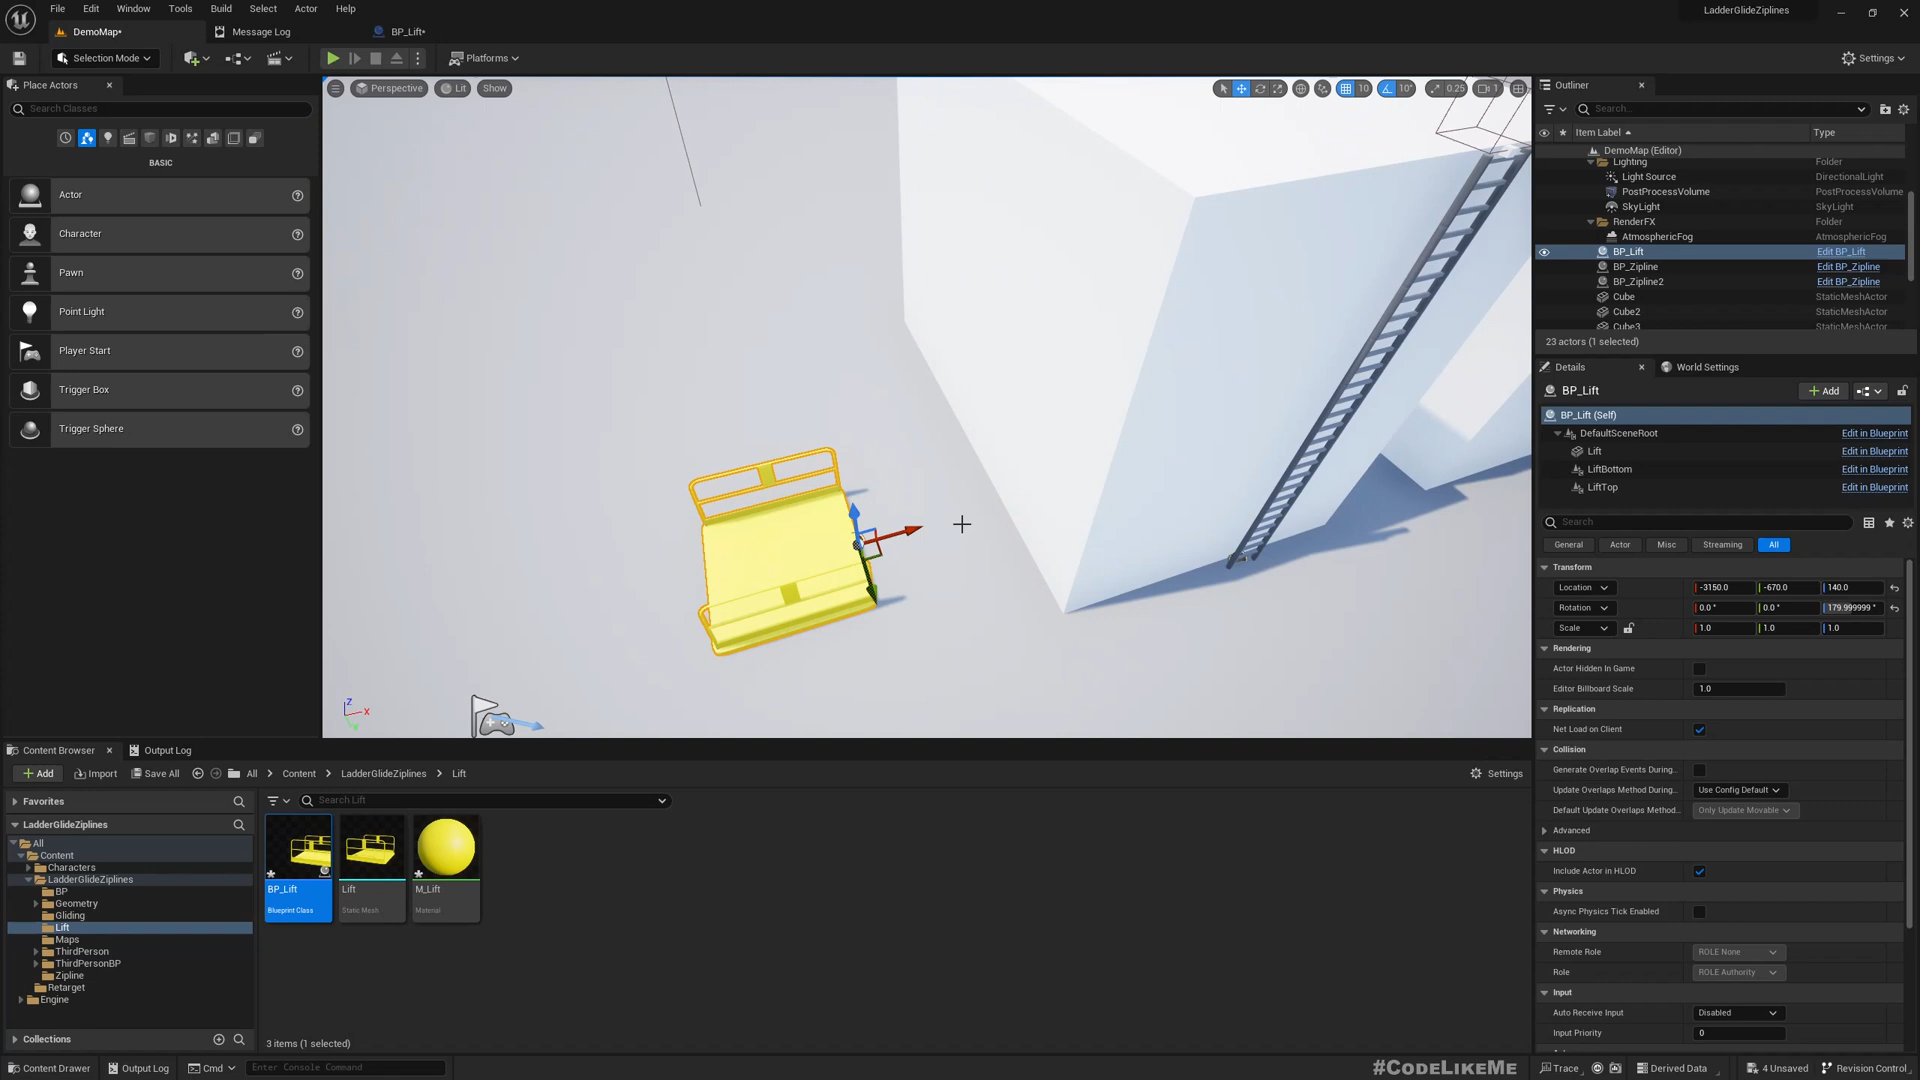 File Edit Window Tools Build Select Actor Help
LadderGlideZiplines
DemoMap*
Message Log
BP_Lift*
Selection Mode
Platforms
Settings
Place Actors
Search Classes
BASIC
Actor
Character
Pawn
Point Light
Player Start
Trigger Box
Trigger Sphere
Perspective
Lit
Show
10
10°
0.25
1
Z
X
Outliner
Search...
Item Label
Type
DemoMap (Editor)
Lighting Folder
Light Source DirectionalLight
PostProcessVolume PostProcessVolume
SkyLight SkyLight
RenderFX Folder
AtmosphericFog AtmosphericFog
BP_Lift Edit BP_Lift
BP_Zipline Edit BP_Zipline
BP_Zipline2 Edit BP_Zipline
Cube StaticMeshActor
Cube2 StaticMeshActor
Cube3 StaticMeshActor
23 actors (1 selected)
Details
World Settings
BP_Lift
Add
BP_Lift (Self)
DefaultSceneRoot Edit in Blueprint
Lift Edit in Blueprint
LiftBottom Edit in Blueprint
LiftTop Edit in Blueprint
Search
General Actor Misc Streaming All
Transform
Location -3150.0 -670.0 140.0
Rotation 0.0 ° 0.0 ° 179.999999 °
Scale 1.0 1.0 1.0
Rendering
Actor Hidden In Game
Editor Billboard Scale 1.0
Replication
Net Load on Client
Collision
Generate Overlap Events During...
Update Overlaps Method During... Use Config Default
Default Update Overlaps Method... Only Update Movable
Advanced
HLOD
Include Actor in HLOD
Physics
Async Physics Tick Enabled
Networking
Remote Role ROLE None
Role ROLE Authority
Input
Auto Receive Input Disabled
Input Priority 0
Content Browser
Output Log
Add
Import
Save All
All > Content > LadderGlideZiplines > Lift
Settings
Favorites
LadderGlideZiplines
All
Content
Characters
LadderGlideZiplines
BP
Geometry
Gliding
Lift
Maps
ThirdPerson
ThirdPersonBP
Zipline
Retarget
Engine
Collections
Search Lift
BP_Lift
Blueprint Class
Lift
Static Mesh
M_Lift
Material
3 items (1 selected)
Content Drawer
Output Log
Cmd
Enter Console Command
#CodeLikeMe
Trace
Derived Data
4 Unsaved
Revision Control